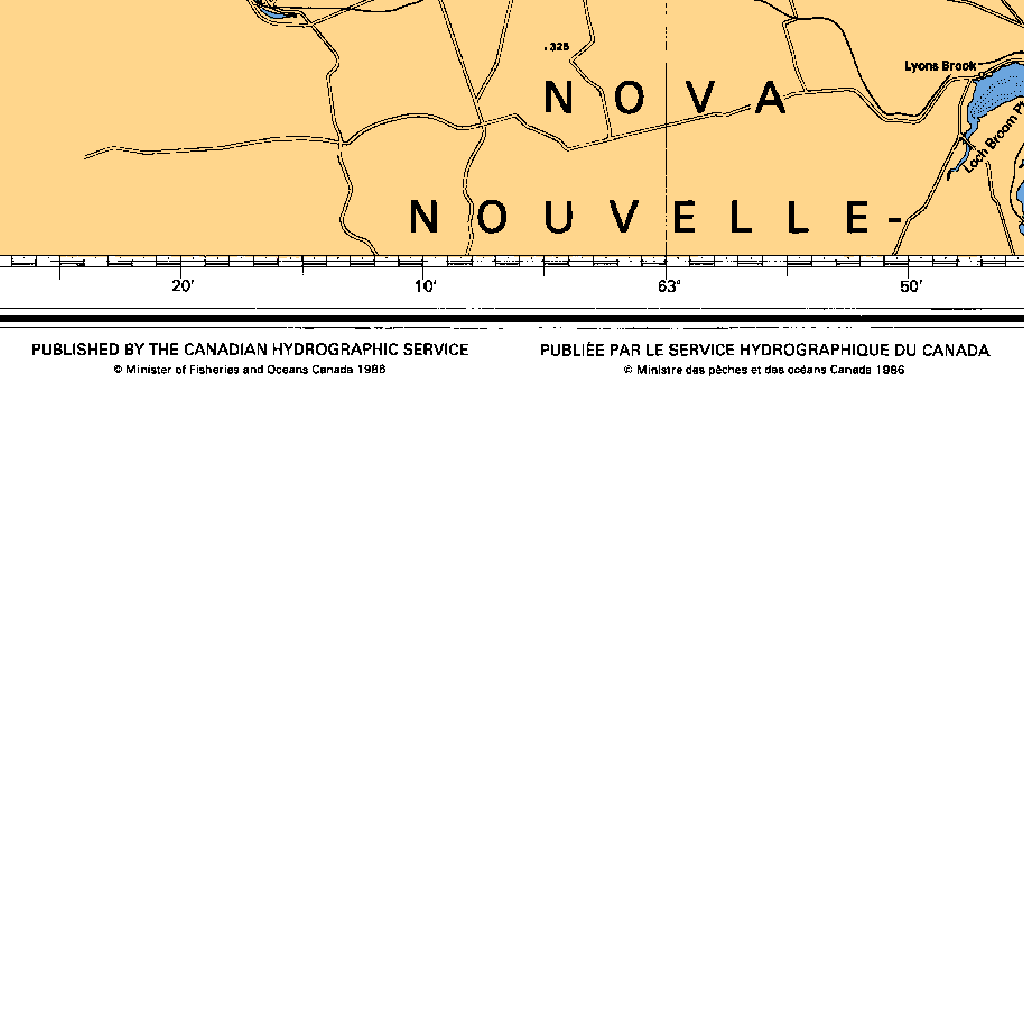 .325
Lyons Brook
NOVA
Loch Broom
NOUVELLE-
20' 10' 63° 50'
PUBLISHED BY THE CANADIAN HYDROGRAPHIC SERVICE
© Minister of Fisheries and Oceans Canada 1986
PUBLIÉE PAR LE SERVICE HYDROGRAPHIQUE DU CANADA
© Ministre des pêches et des océans Canada 1986